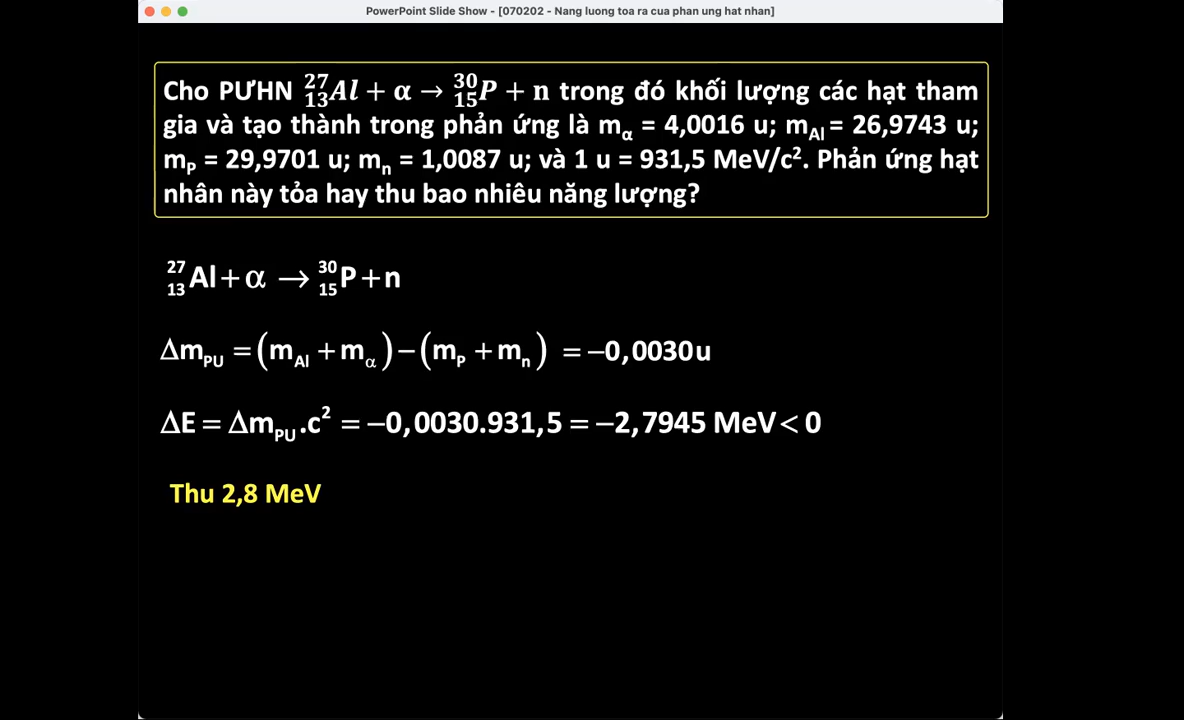 PowerPoint Slide Show - [070202 - Nang luong toa ra cua phan ung hat nhan]
Cho PƯHN ²⁷₁₃Al + α → ³⁰₁₅P + n trong đó khối lượng các hạt tham
gia và tạo thành trong phản ứng là mα = 4,0016 u; mAl = 26,9743 u;
mP = 29,9701 u; mn = 1,0087 u; và 1 u = 931,5 MeV/c². Phản ứng hạt
nhân này tỏa hay thu bao nhiêu năng lượng?
²⁷₁₃Al + α → ³⁰₁₅P + n
ΔmPU = (mAl + mα) − (mP + mn) = −0,0030u
ΔE = ΔmPU.c² = −0,0030.931,5 = −2,7945 MeV < 0
Thu 2,8 MeV